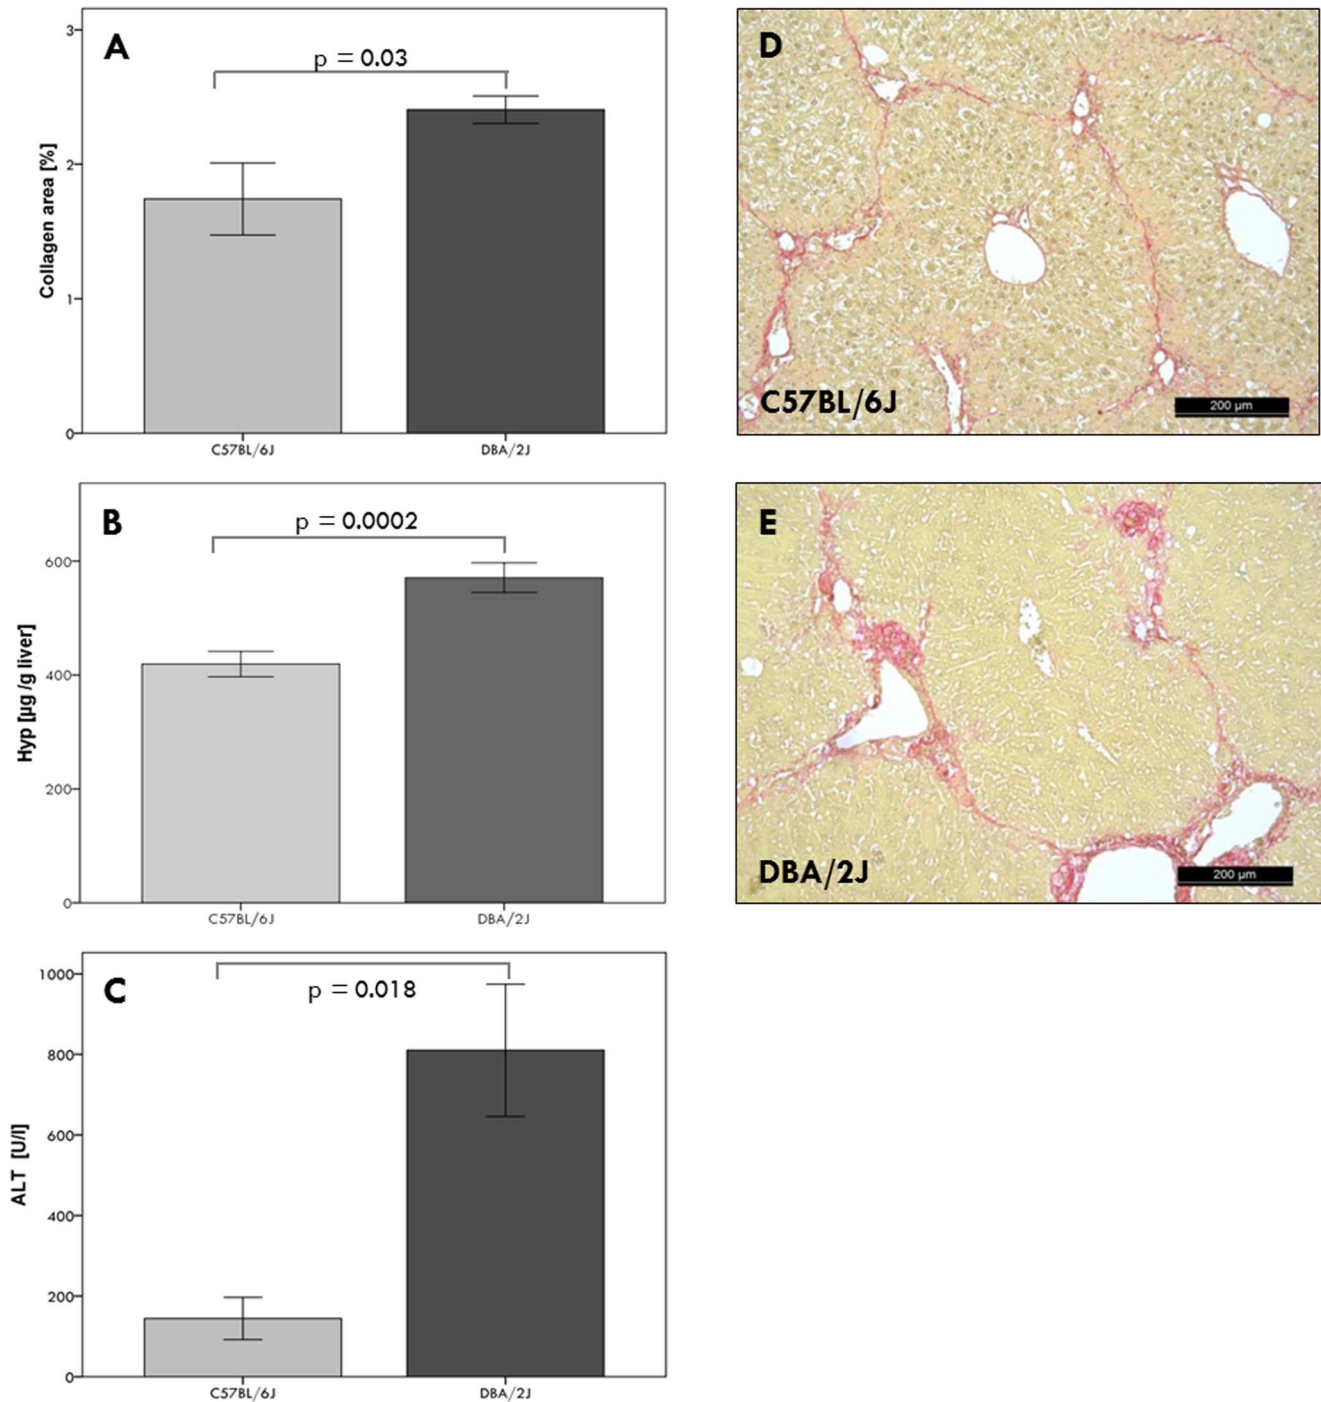 A
p = 0.03
3
2
1
0
Collagen area [%]
C57BL/6J
DBA/2J
D
C57BL/6J
200 µm
B
p = 0.0002
600
400
200
0
Hyp [µg /g liver]
C57BL/6J
DBA/2J
E
DBA/2J
200 µm
C
p = 0.018
1000
800
600
400
200
0
ALT [U/l]
C57BL/6J
DBA/2J